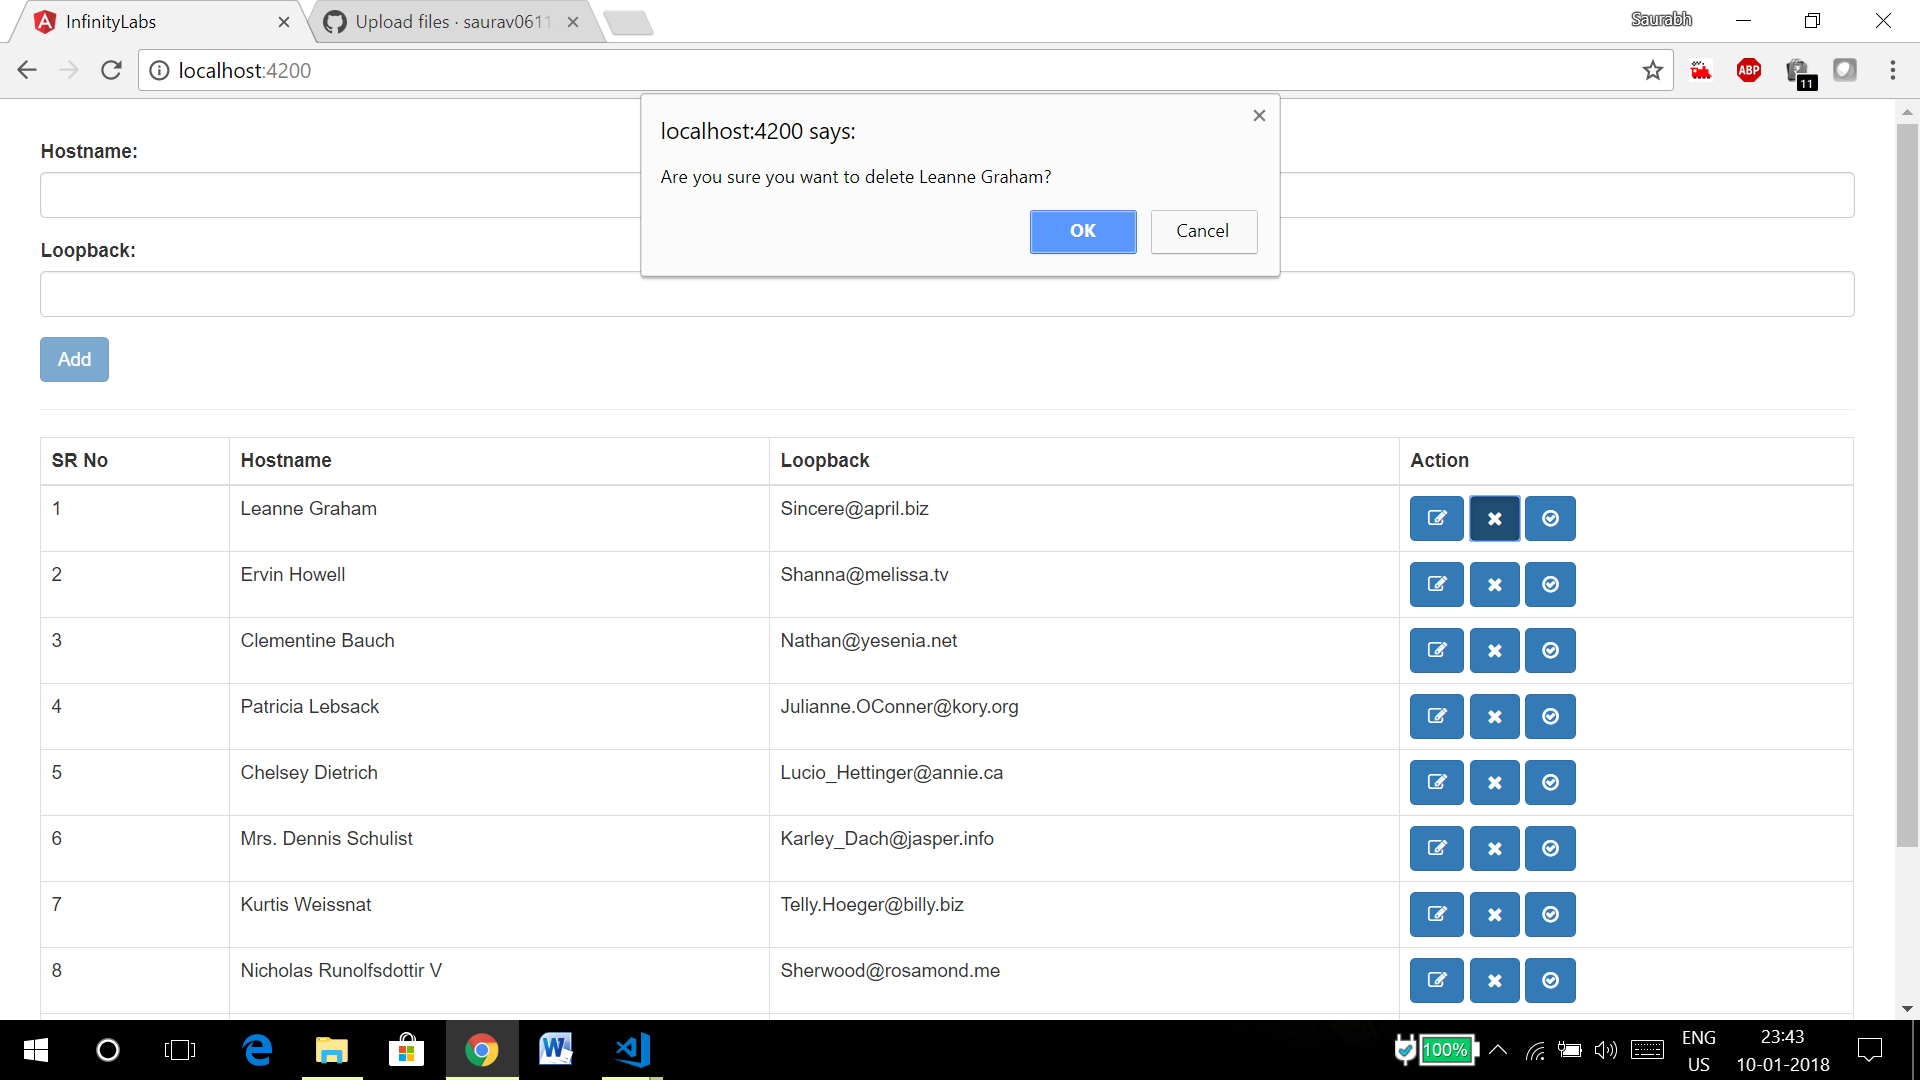 InfinityLabs
Upload files · saurav0611
Saurabh
localhost:4200
ABP
11
localhost:4200 says:
Are you sure you want to delete Leanne Graham?
OK
Cancel
Hostname:
Loopback:
Add
SR No Hostname Loopback Action
1 Leanne Graham Sincere@april.biz
2 Ervin Howell Shanna@melissa.tv
3 Clementine Bauch Nathan@yesenia.net
4 Patricia Lebsack Julianne.OConner@kory.org
5 Chelsey Dietrich Lucio_Hettinger@annie.ca
6 Mrs. Dennis Schulist Karley_Dach@jasper.info
7 Kurtis Weissnat Telly.Hoeger@billy.biz
8 Nicholas Runolfsdottir V Sherwood@rosamond.me
100%
ENG
US
23:43
10-01-2018